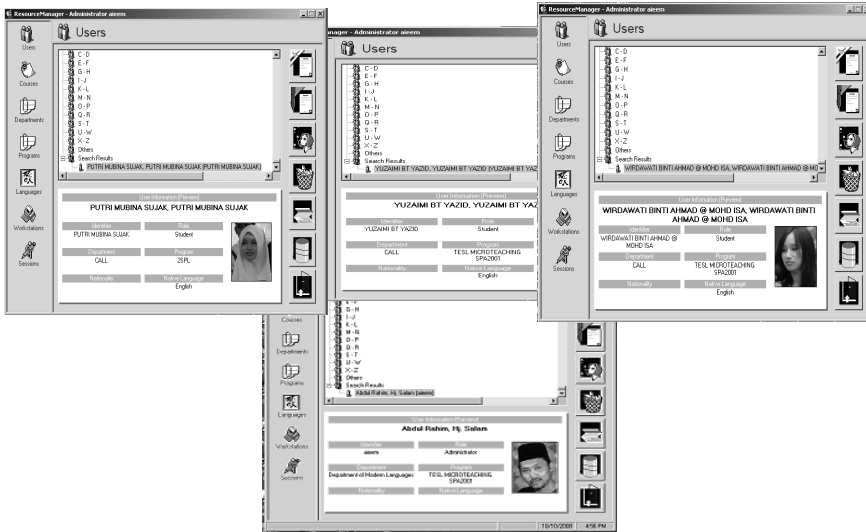 ResourceManager - Administrator aieem
Users
Users
Courses
Departments
Programs
Languages
Workstations
Sessions
C - D
E - F
G - H
I - J
K - L
M - N
O - P
Q - R
S - T
U - W
X - Z
Others
Search Results
PUTRI MUBINA SUJAK, PUTRI MUBINA SUJAK (PUTRI MUBINA SUJAK)
User Information (Preview)
PUTRI MUBINA SUJAK, PUTRI MUBINA SUJAK
Identifier Role
PUTRI MUBINA SUJAK Student
Department Program
CALL 2SPL
Nationality Native Language
English
nager - Administrator aieem
Users
C - D
E - F
G - H
I - J
K - L
M - N
O - P
Q - R
S - T
U - W
X - Z
Others
Search Results
YUZAIMI BT YAZID, YUZAIMI BT YAZID (YUZAIMI BT YAZ
User Information (Preview)
YUZAIMI BT YAZID, YUZAIMI BT YAZ
Identifier Role
YUZAIMI BT YAZID Student
Department Program
CALL TESL MICROTEACHING
SPA2001
Nationality Native Language
English
ResourceManager - Administrator aieem
Users
Users
Courses
Departments
Programs
Languages
Workstations
Sessions
C - D
E - F
G - H
I - J
K - L
M - N
O - P
Q - R
S - T
U - W
X - Z
Others
Search Results
WIRDAWATI BINTI AHMAD @ MOHD ISA, WIRDAWATI BINTI AHMAD @ MO
User Information (Preview)
WIRDAWATI BINTI AHMAD @ MOHD ISA, WIRDAWATI BINTI
AHMAD @ MOHD ISA
Identifier Role
WIRDAWATI BINTI AHMAD @ Student
MOHD ISA
Department Program
CALL TESL MICROTEACHING
SPA2001
Nationality Native Language
English
Courses
Departments
Programs
Languages
Workstations
Sessions
E - F
G - H
I - J
K - L
M - N
O - P
Q - R
S - T
U - W
X - Z
Others
Search Results
Abdul Rahim, Hj. Salam (aieem)
User Information (Preview)
Abdul Rahim, Hj. Salam
Identifier Role
aieem Administrator
Department Program
Department of Modern Languages TESL MICROTEACHING
SPA2001
Nationality Native Language
10/10/2008 4:56 PM